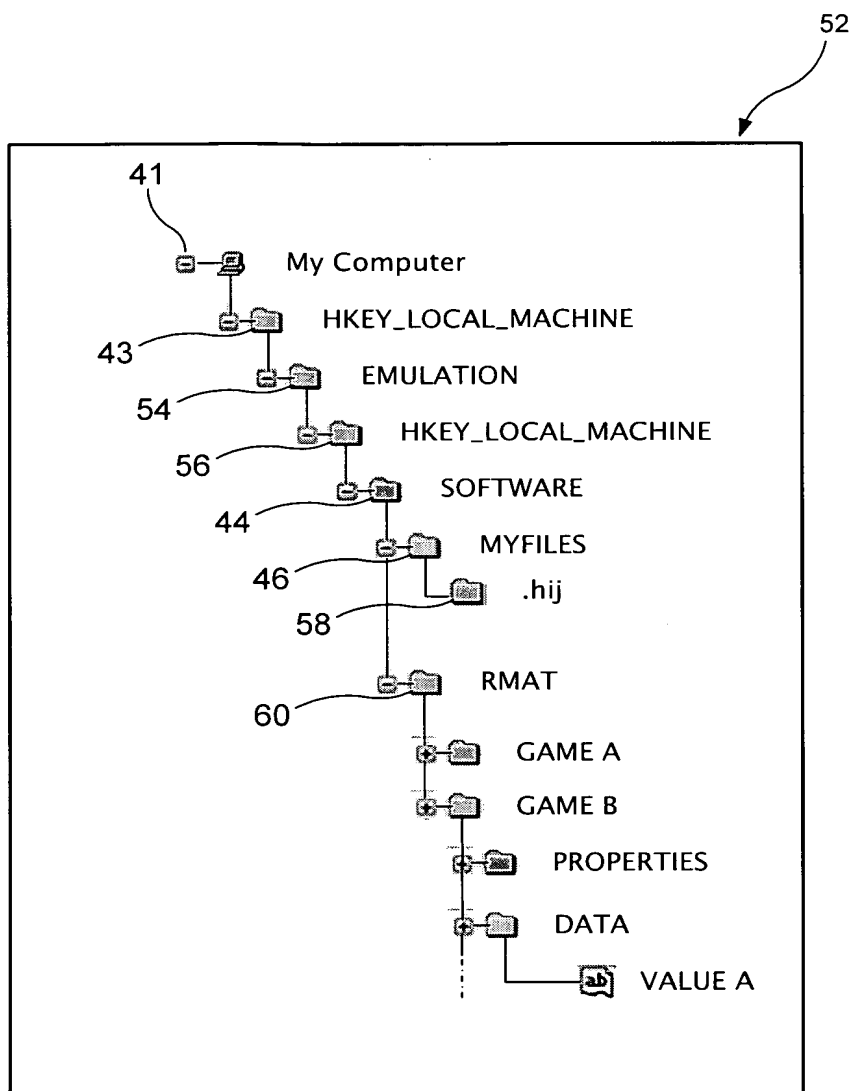 52
41
My Computer
HKEY_LOCAL_MACHINE
43
EMULATION
54
HKEY_LOCAL_MACHINE
56
SOFTWARE
44
MYFILES
46
.hij
58
RMAT
60
GAME A
GAME B
PROPERTIES
DATA
ab
VALUE A